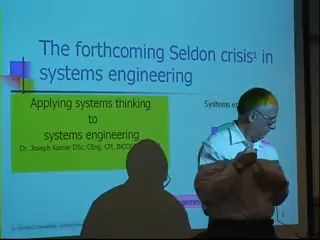 The forthcoming Seldon crisis¹ in
systems engineering
Applying systems thinking
to
systems engineering
Dr. Joseph Kasser DSc, CEng, CM, INCOSE
Systems